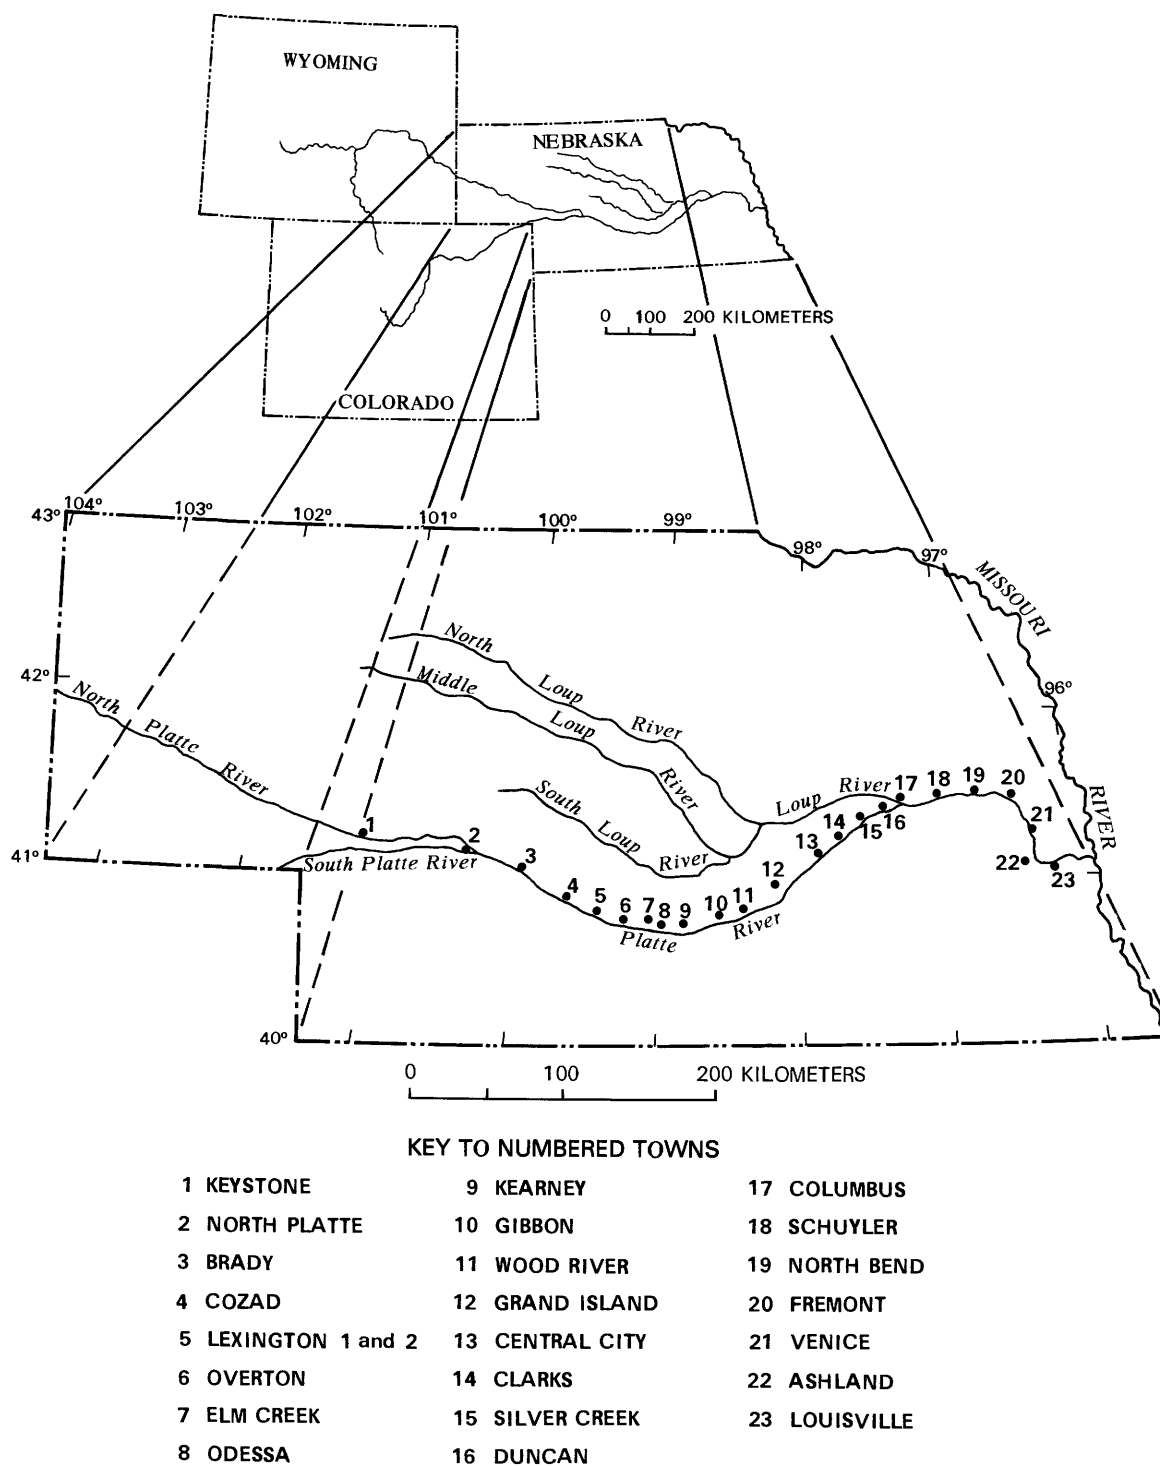 WYOMING
NEBRASKA
0 100 200 KILOMETERS
COLORADO
43° 104° 103° 102° 101° 100° 99°
98° 97°
MISSOURI
RIVER
96°
42°
41°
40°
North Platte River
South Platte River
North Loup River
Middle Loup River
South Loup River
Loup River
Platte River
1
2
3
4
5
6
7
8
9
10
11
12
13
14
15
16
17
18
19
20
21
22
23
0 100 200 KILOMETERS
KEY TO NUMBERED TOWNS
1 KEYSTONE
2 NORTH PLATTE
3 BRADY
4 COZAD
5 LEXINGTON 1 and 2
6 OVERTON
7 ELM CREEK
8 ODESSA
9 KEARNEY
10 GIBBON
11 WOOD RIVER
12 GRAND ISLAND
13 CENTRAL CITY
14 CLARKS
15 SILVER CREEK
16 DUNCAN
17 COLUMBUS
18 SCHUYLER
19 NORTH BEND
20 FREMONT
21 VENICE
22 ASHLAND
23 LOUISVILLE